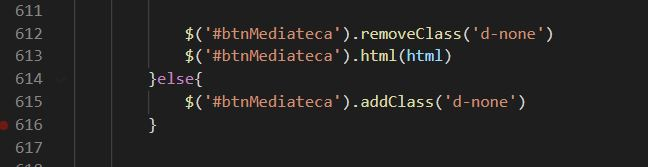 611
612 $('#btnMediateca').removeClass('d-none')
613 $('#btnMediateca').html(html)
614 }else{
615 $('#btnMediateca').addClass('d-none')
616 }
617